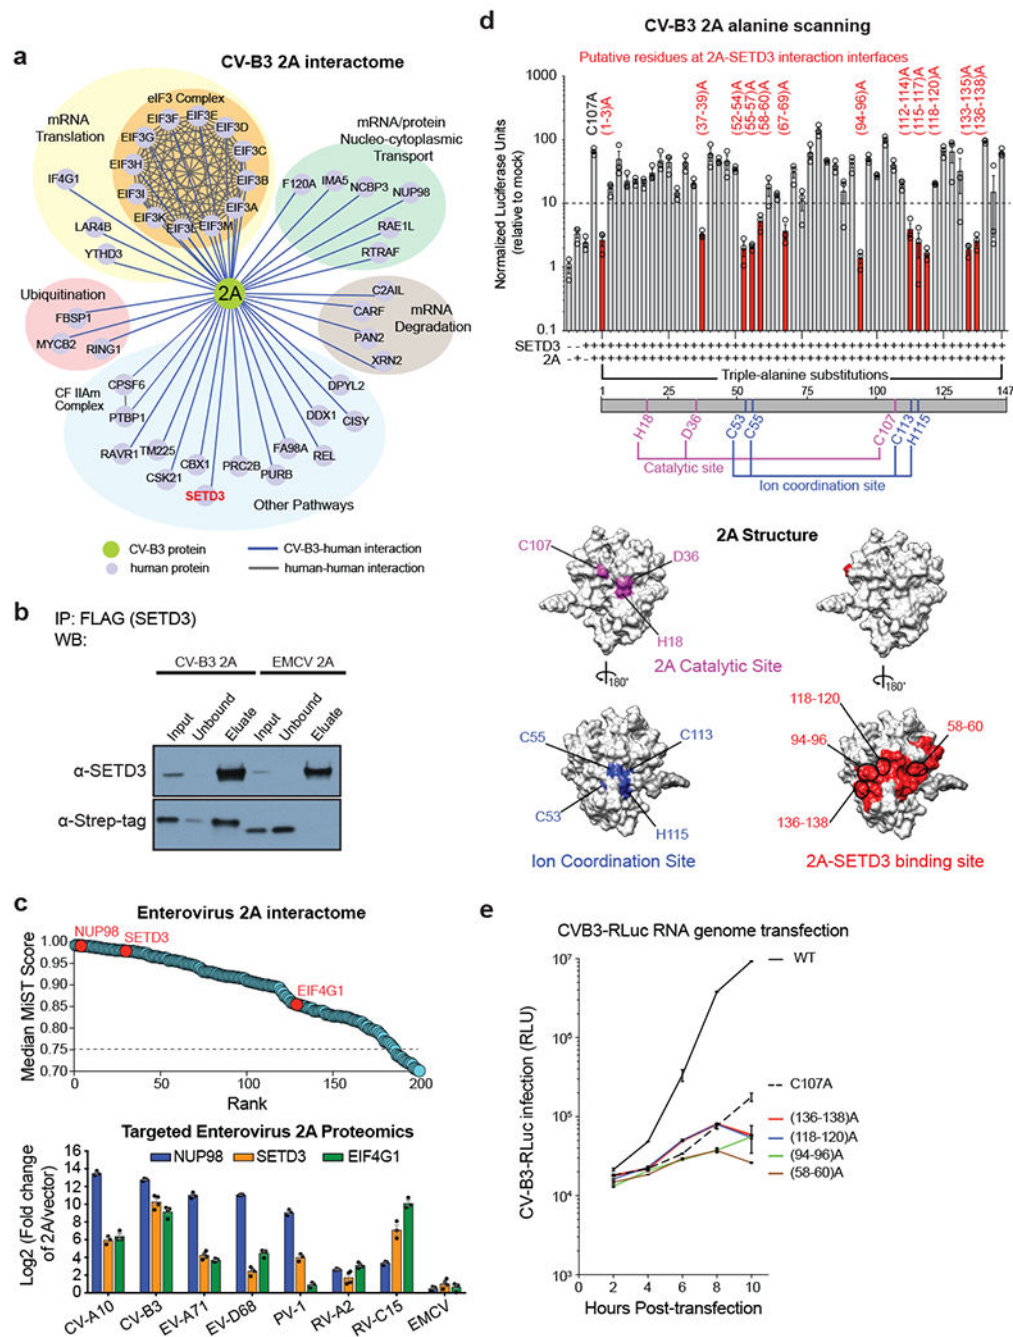 a
CV-B3 2A interactome
mRNA
Translation
eIF3 Complex
EIF3F
EIF3E
EIF3G
EIF3D
EIF3H
EIF3C
EIF3I
EIF3B
EIF3K
EIF3L
EIF3M
EIF3A
IF4G1
LAR4B
YTHD3
mRNA/protein
Nucleo-cytoplasmic
Transport
F120A
IMA5
NCBP3
NUP98
RAE1L
RTRAF
2A
Ubiquitination
FBSP1
MYCB2
RING1
C2AIL
CARF
PAN2
XRN2
mRNA
Degradation
CF IIAm
Complex
CPSF6
PTBP1
RAVR1
TM225
CSK21
CBX1
SETD3
PRC2B
PURB
FA98A
REL
DDX1
CISY
DPYL2
Other Pathways
CV-B3 protein
CV-B3-human interaction
human protein
human-human interaction
b
IP: FLAG (SETD3)
WB:
CV-B3 2A
EMCV 2A
Input
Unbound
Eluate
Input
Unbound
Eluate
α-SETD3
α-Strep-tag
c
Enterovirus 2A interactome
Median MiST Score
1.00
0.95
0.90
0.85
0.80
0.75
0.70
NUP98
SETD3
EIF4G1
0
50
100
150
200
Rank
Targeted Enterovirus 2A Proteomics
NUP98
SETD3
EIF4G1
Log2 (Fold change
of 2A/vector)
16
14
12
10
8
6
4
2
0
CV-A10
CV-B3
EV-A71
EV-D68
PV-1
RV-A2
RV-C15
EMCV
d
CV-B3 2A alanine scanning
Putative residues at 2A-SETD3 interaction interfaces
C107A
(1-3)A
(37-39)A
(52-54)A
(55-57)A
(58-60)A
(67-69)A
(94-96)A
(112-114)A
(115-117)A
(118-120)A
(133-135)A
(136-138)A
Normalized Luciferase Units
(relative to mock)
1000
100
10
1
0.1
SETD3
2A
Triple-alanine substitutions
1
25
50
75
100
125
147
H18
D36
C53
C55
C107
C113
H115
Catalytic site
Ion coordination site
2A Structure
C107
D36
H18
2A Catalytic Site
180°
180°
C55
C113
C53
H115
Ion Coordination Site
118-120
94-96
58-60
136-138
2A-SETD3 binding site
e
CVB3-RLuc RNA genome transfection
CV-B3-RLuc infection (RLU)
10⁷
10⁶
10⁵
10⁴
10³
WT
C107A
(136-138)A
(118-120)A
(94-96)A
(58-60)A
0
2
4
6
8
10
Hours Post-transfection